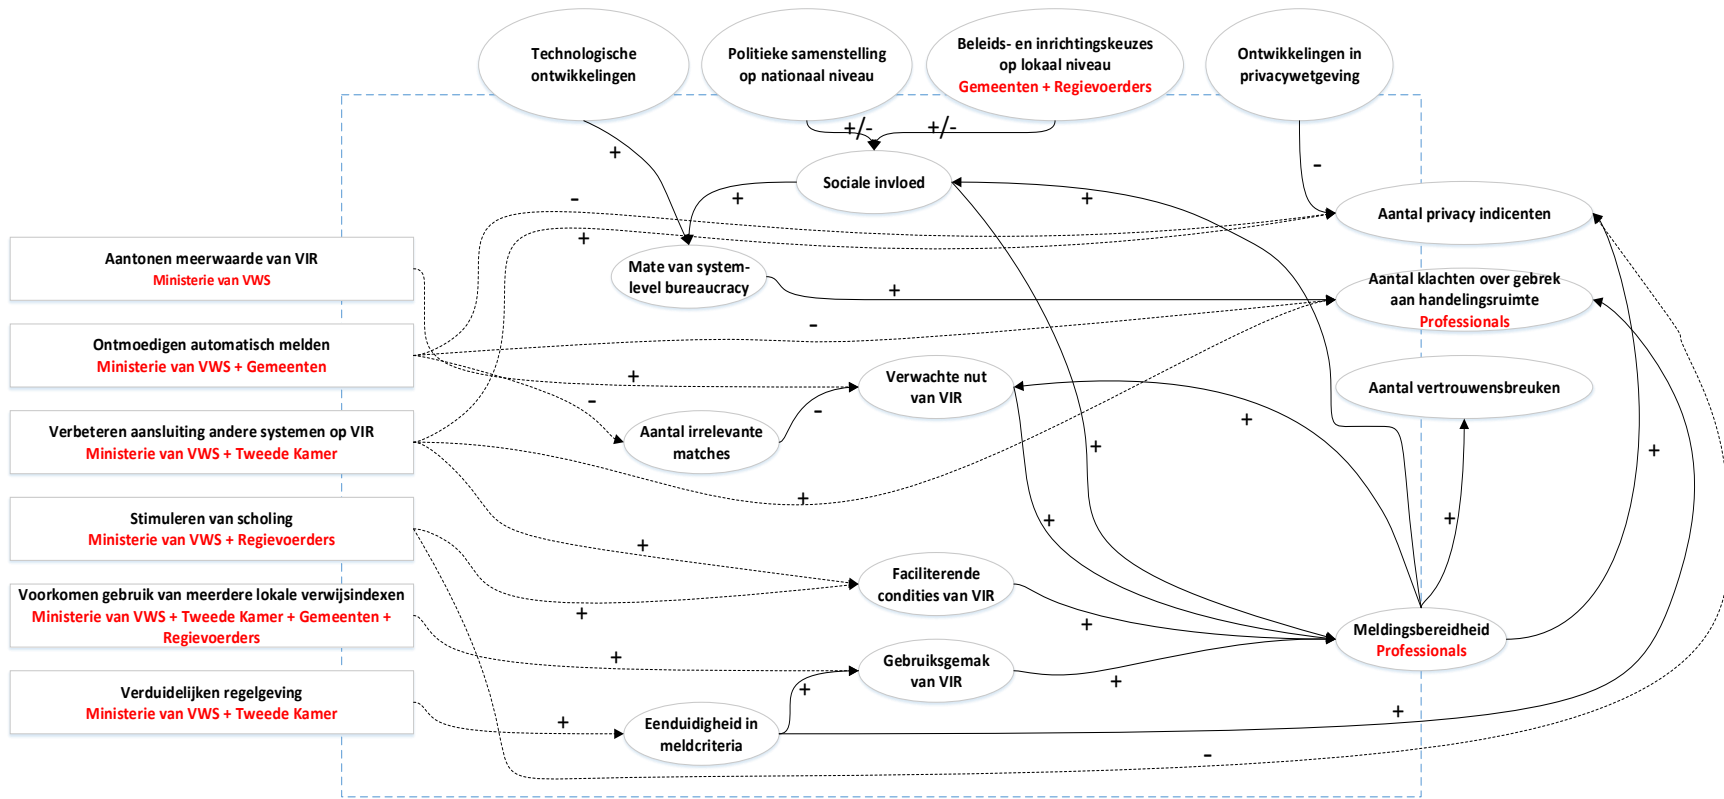 Technologische
ontwikkelingen
Politieke samenstelling
op nationaal niveau
Beleids- en inrichtingskeuzes
op lokaal niveau
Gemeenten + Regievoerders
Ontwikkelingen in
privacywetgeving
+/-
+/-
+
-
Sociale invloed
+
+
-
+
Aantal privacy indicenten
Aantonen meerwaarde van VIR
Ministerie van VWS
Mate van system-
level bureaucracy
+
Aantal klachten over gebrek
aan handelingsruimte
Professionals
-
Ontmoedigen automatisch melden
Ministerie van VWS + Gemeenten
+
-
Verwachte nut
van VIR
-
Aantal vertrouwensbreuken
+
Verbeteren aansluiting andere systemen op VIR
Ministerie van VWS + Tweede Kamer
Aantal irrelevante
matches
+
+
+
Stimuleren van scholing
Ministerie van VWS + Regievoerders
+
+
+
Voorkomen gebruik van meerdere lokale verwijsindexen
Ministerie van VWS + Tweede Kamer + Gemeenten +
Regievoerders
+
Faciliterende
condities van VIR
+
Meldingsbereidheid
Professionals
+
Gebruiksgemak
van VIR
+
+
Verduidelijken regelgeving
Ministerie van VWS + Tweede Kamer
+
Eenduidigheid in
meldcriteria
+
-